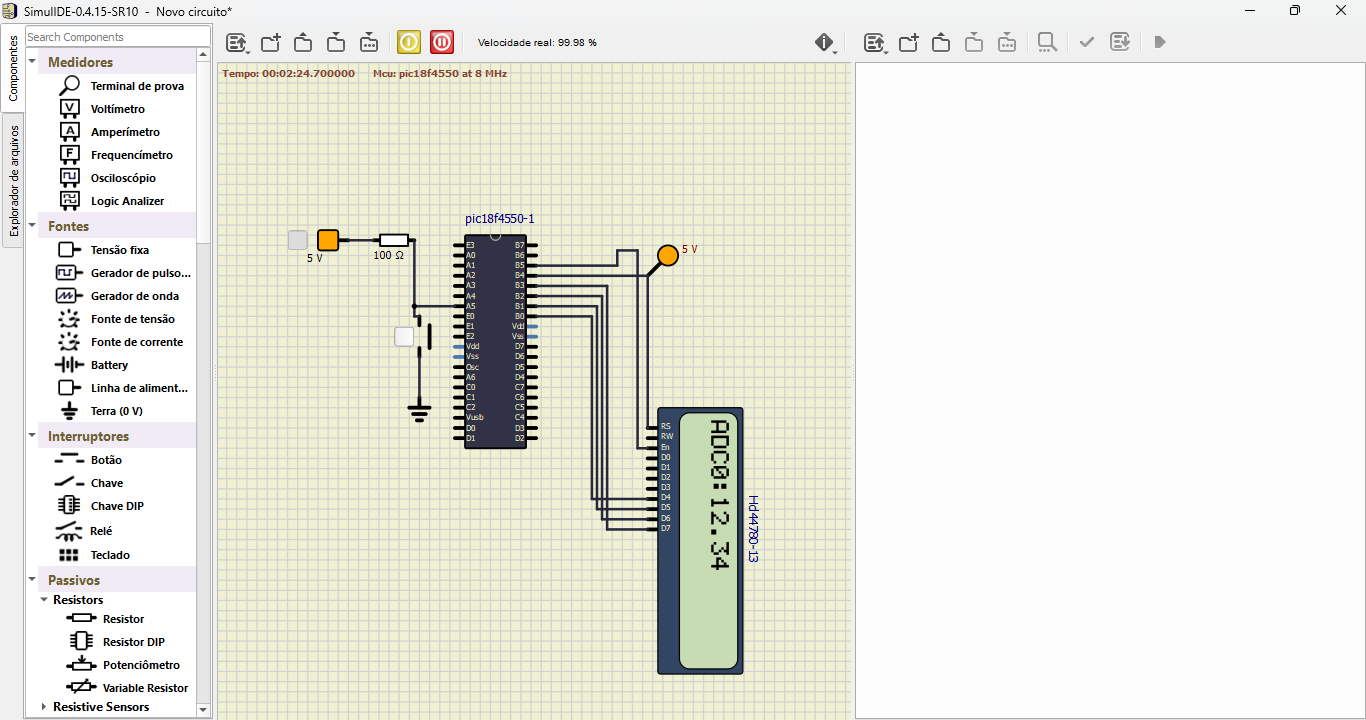 SimulIDE-0.4.15-SR10 - Novo circuito*
Componentes
Explorador de arquivos
Search Components
Medidores
Terminal de prova
Voltímetro
Amperímetro
Frequencímetro
Osciloscópio
Logic Analizer
Fontes
Tensão fixa
Gerador de pulso...
Gerador de onda
Fonte de tensão
Fonte de corrente
Battery
Linha de aliment...
Terra (0 V)
Interruptores
Botão
Chave
Chave DIP
Relé
Teclado
Passivos
Resistors
Resistor
Resistor DIP
Potenciômetro
Variable Resistor
Resistive Sensors
Velocidade real: 99.98 %
Tempo: 00:02:24.700000 Mcu: pic18f4550 at 8 MHz
5 V
100 Ω
pic18f4550-1
E3 B7
A0 B6
A1 B5
A2 B4
A3 B3
A4 B2
A5 B1
E0 B0
E1 Vdd
E2 Vss
Vdd D7
Vss D6
Osc D5
A6 D4
C0 C7
C1 C6
C2 C5
Vusb C4
D0 D3
D1 D2
5 V
RS
RW
En
D0
D1
D2
D3
D4
D5
D6
D7
ADC0: 12.34
Hd44780-13